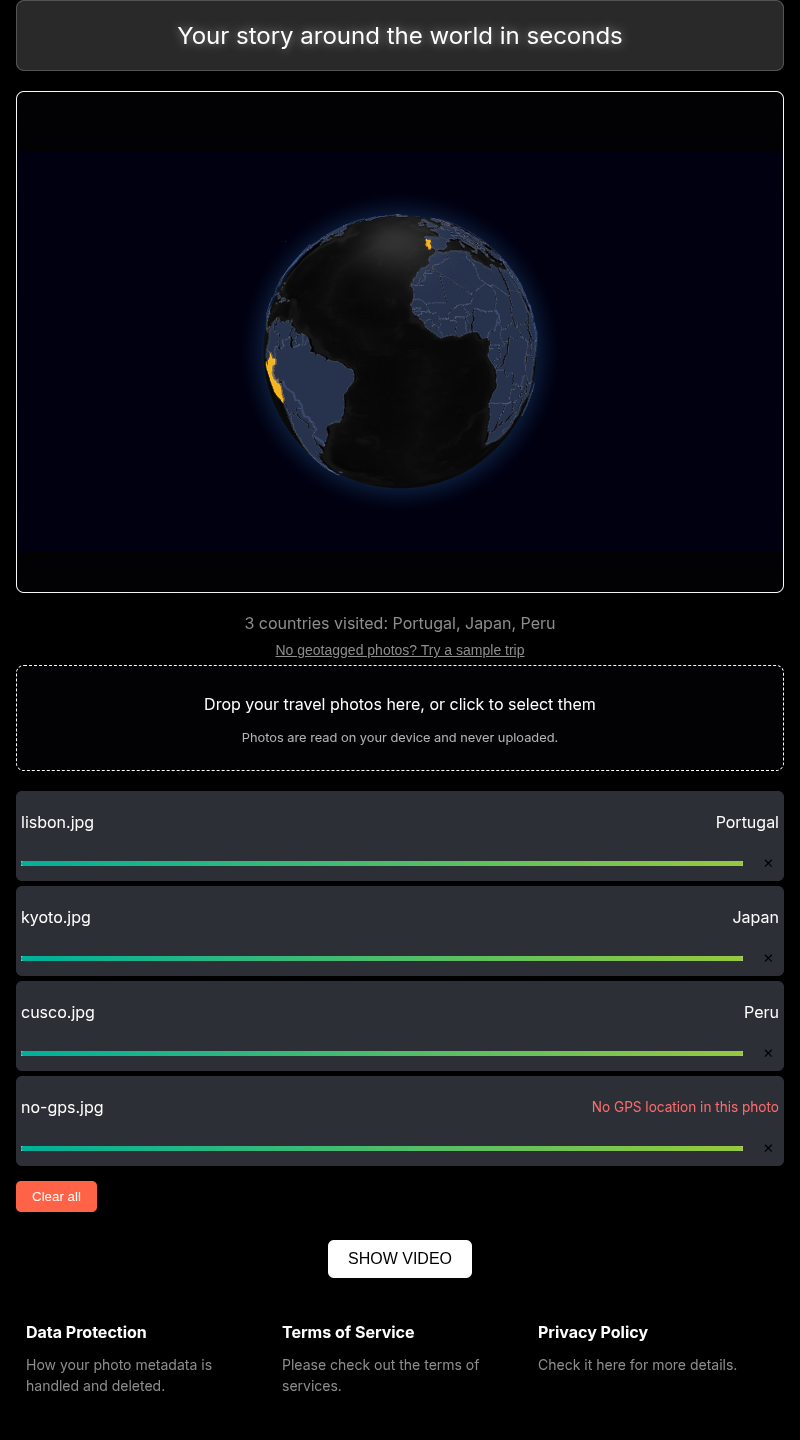 Your story around the world in seconds
3 countries visited: Portugal, Japan, Peru
No geotagged photos? Try a sample trip
Drop your travel photos here, or click to select them
Photos are read on your device and never uploaded.
lisbon.jpg Portugal
✕
kyoto.jpg Japan
✕
cusco.jpg Peru
✕
no-gps.jpg No GPS location in this photo
✕
Clear all
SHOW VIDEO
Data Protection
How your photo metadata is
handled and deleted.
Terms of Service
Please check out the terms of
services.
Privacy Policy
Check it here for more details.